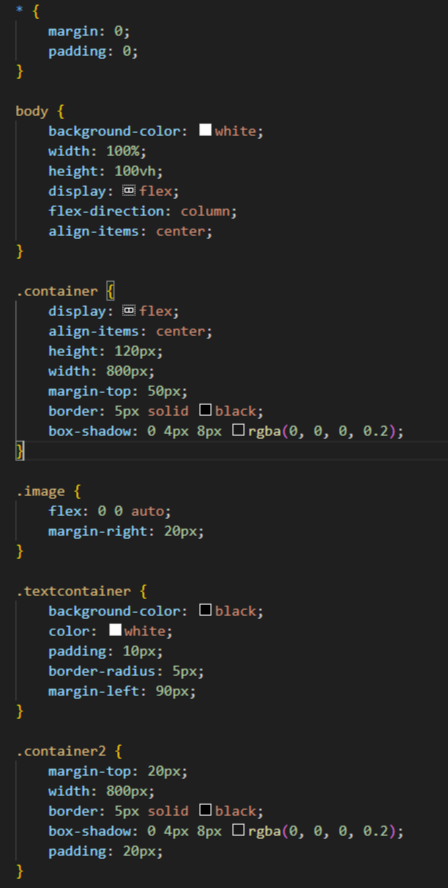 * {
    margin: 0;
    padding: 0;
}

body {
    background-color: white;
    width: 100%;
    height: 100vh;
    display: flex;
    flex-direction: column;
    align-items: center;
}

.container {
    display: flex;
    align-items: center;
    height: 120px;
    width: 800px;
    margin-top: 50px;
    border: 5px solid black;
    box-shadow: 0 4px 8px rgba(0, 0, 0, 0.2);
}

.image {
    flex: 0 0 auto;
    margin-right: 20px;
}

.textcontainer {
    background-color: black;
    color: white;
    padding: 10px;
    border-radius: 5px;
    margin-left: 90px;
}

.container2 {
    margin-top: 20px;
    width: 800px;
    border: 5px solid black;
    box-shadow: 0 4px 8px rgba(0, 0, 0, 0.2);
    padding: 20px;
}